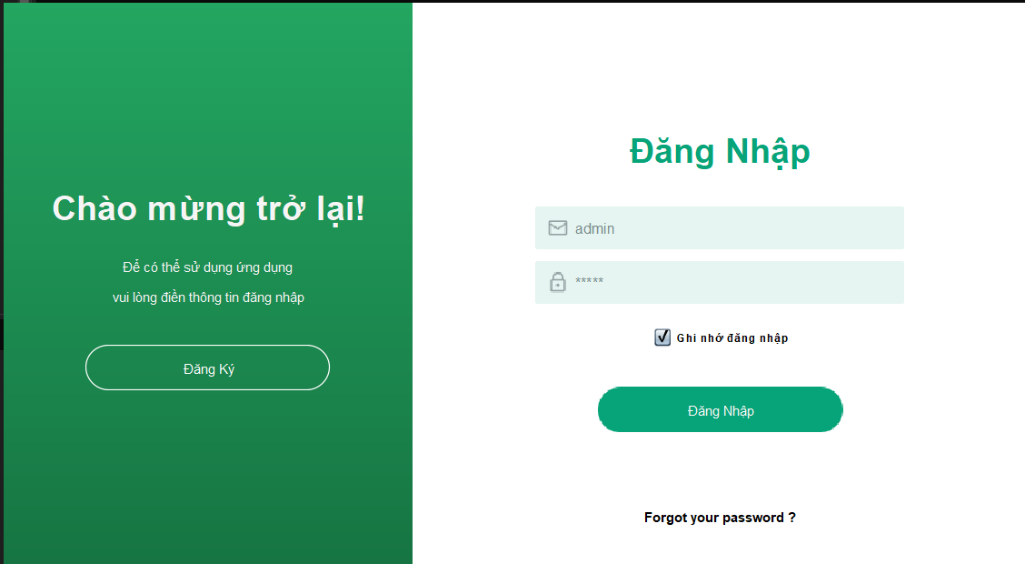 Chào mừng trở lại!
Để có thể sử dụng ứng dụng
vui lòng điền thông tin đăng nhập
Đăng Ký
Đăng Nhập
admin
*****
Ghi nhớ đăng nhập
Đăng Nhập
Forgot your password ?